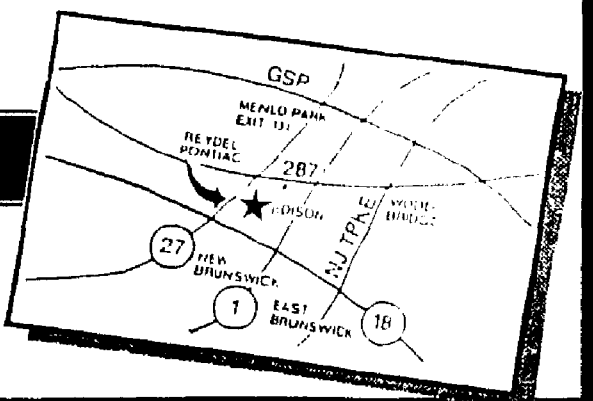 GSP
MENLO PARK
EXIT 131
REYDEL
PONTIAC
287
EDISON
WOOD-
BRIDGE
NJ TPKE
27
NEW
BRUNSWICK
1
EAST
BRUNSWICK
18